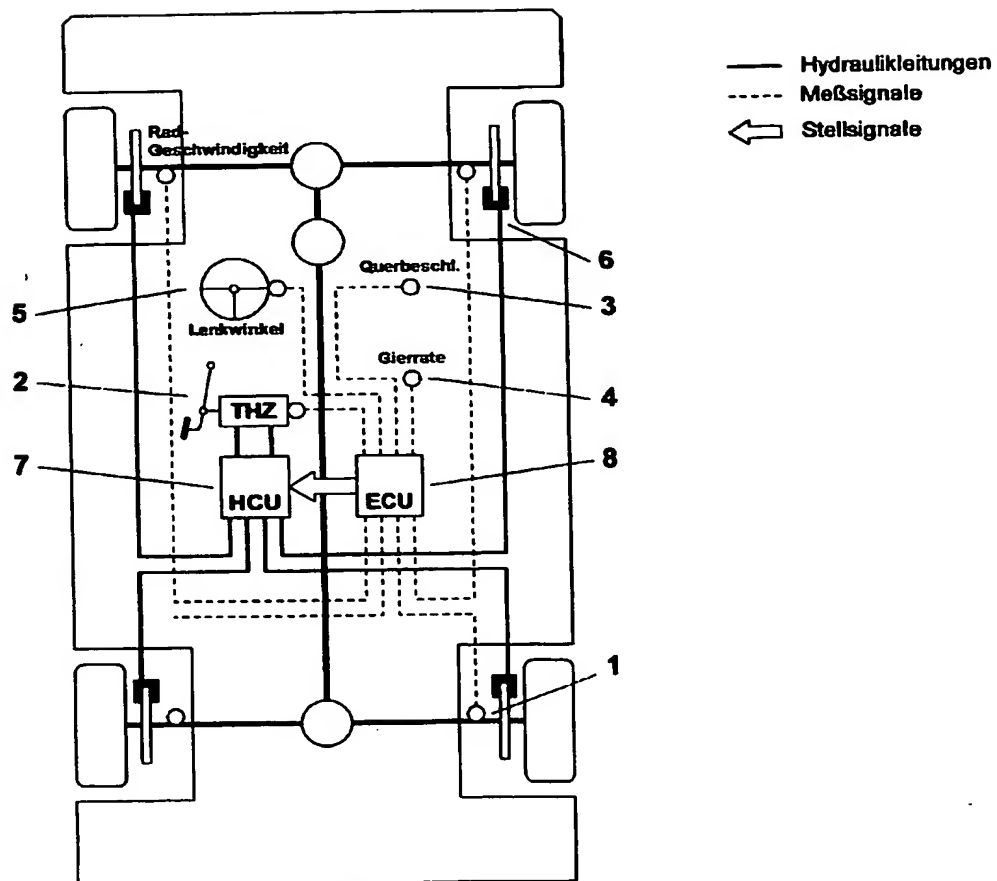 Hydraulikleitungen
Meßsignale
Stellsignale
Rad-
Geschwindigkeit
6
Querbeschl.
5
3
Lenkwinkel
Gierrate
2
4
THZ
7
8
HCU
ECU
1